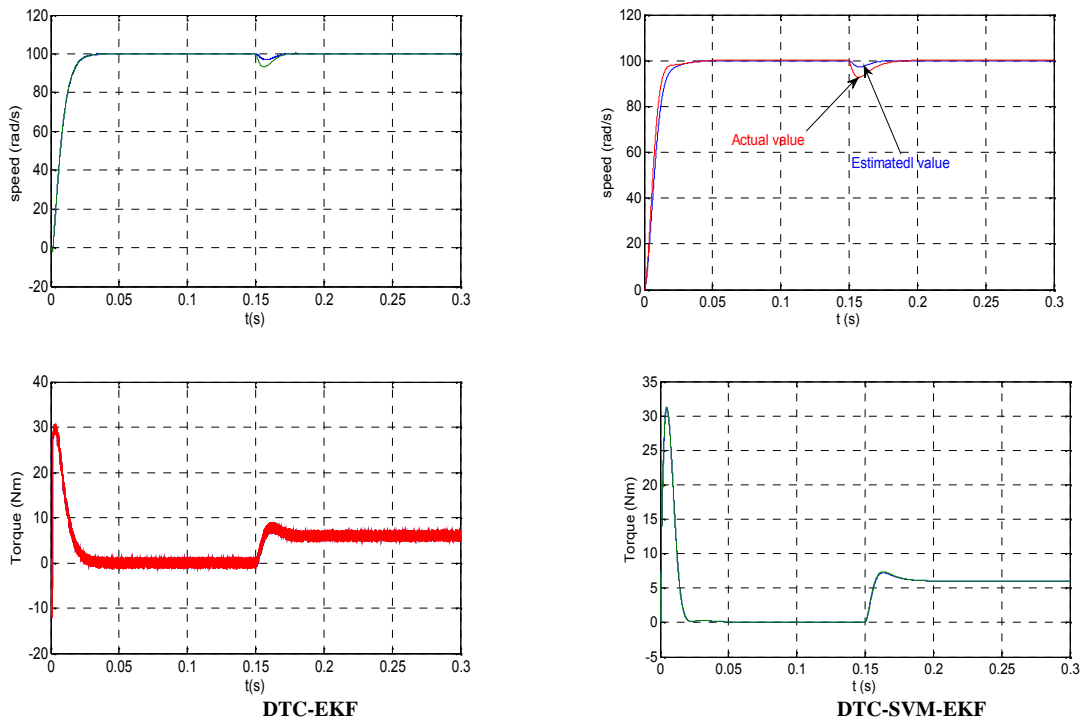 120
100
80
60
40
20
0
-20
0 0.05 0.1 0.15 0.2 0.25 0.3
speed (rad/s)
t(s)
120
100
80
60
40
20
0
0 0.05 0.1 0.15 0.2 0.25 0.3
speed (rad/s)
t (s)
Actual value
Estimatedl value
40
30
20
10
0
-10
-20
0 0.05 0.1 0.15 0.2 0.25 0.3
Torque (Nm)
t(s)
DTC-EKF
35
30
25
20
15
10
5
0
-5
0 0.05 0.1 0.15 0.2 0.25 0.3
Torque (Nm)
t (s)
DTC-SVM-EKF